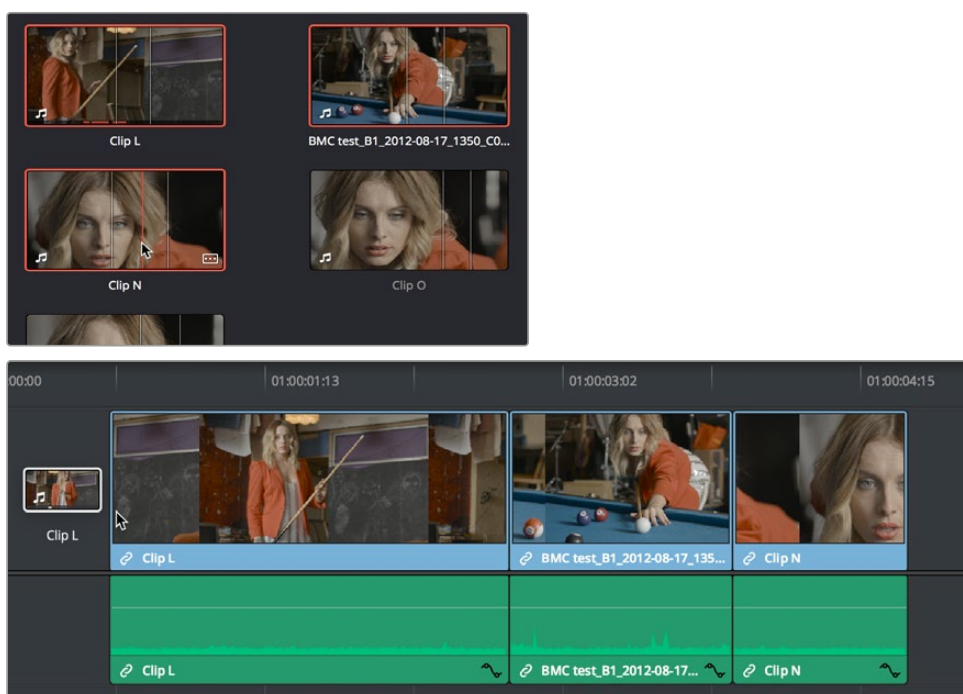 Clip L
BMC test_B1_2012-08-17_1350_C0...
Clip N
Clip O
00:00
01:00:01:13
01:00:03:02
01:00:04:15
Clip L
Clip L
BMC test_B1_2012-08-17_135...
Clip N
Clip L
BMC test_B1_2012-08-17...
Clip N